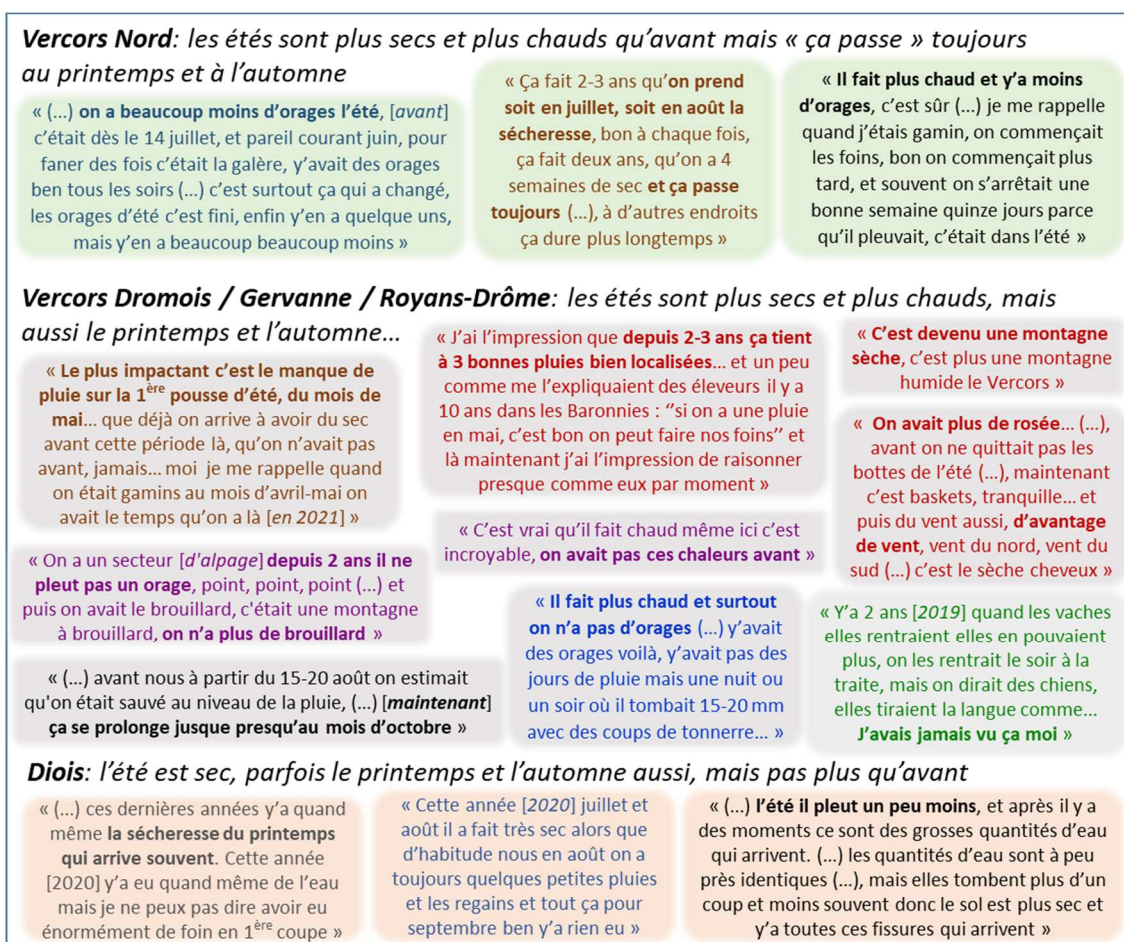 Vercors Nord: les étés sont plus secs et plus chauds qu’avant mais « ça passe » toujours
au printemps et à l’automne
« (...) on a beaucoup moins d’orages l’été, [avant]
c’était dès le 14 juillet, et pareil courant juin, pour
faner des fois c’était la galère, y’avait des orages
ben tous les soirs (...) c’est surtout ça qui a changé,
les orages d’été c’est fini, enfin y’en a quelque uns,
mais y’en a beaucoup beaucoup moins »
« Ça fait 2-3 ans qu’on prend
soit en juillet, soit en août la
sécheresse, bon à chaque fois,
ça fait deux ans, qu’on a 4
semaines de sec et ça passe
toujours (...), à d’autres endroits
ça dure plus longtemps »
« Il fait plus chaud et y’a moins
d’orages, c’est sûr (...) je me rappelle
quand j’étais gamin, on commençait
les foins, bon on commençait plus
tard, et souvent on s’arrêtait une
bonne semaine quinze jours parce
qu’il pleuvait, c’était dans l’été »
Vercors Dromois / Gervanne / Royans-Drôme: les étés sont plus secs et plus chauds, mais
aussi le printemps et l’automne...
« Le plus impactant c’est le manque de
pluie sur la 1ère pousse d’été, du mois de
mai... que déjà on arrive à avoir du sec
avant cette période là, qu’on n’avait pas
avant, jamais... moi je me rappelle quand
on était gamins au mois d’avril-mai on
avait le temps qu’on a là [en 2021] »
« J’ai l’impression que depuis 2-3 ans ça tient
à 3 bonnes pluies bien localisées... et un peu
comme me l’expliquaient des éleveurs il y a
10 ans dans les Baronnies : ‘’si on a une pluie
en mai, c’est bon on peut faire nos foins’’ et
là maintenant j’ai l’impression de raisonner
presque comme eux par moment »
« C’est devenu une montagne
sèche, c’est plus une montagne
humide le Vercors »
« On avait plus de rosée... (...),
avant on ne quittait pas les
bottes de l’été (...), maintenant
c’est baskets, tranquille... et
puis du vent aussi, d’avantage
de vent, vent du nord, vent du
sud (...) c’est le sèche cheveux »
« C’est vrai qu’il fait chaud même ici c’est
incroyable, on avait pas ces chaleurs avant »
« On a un secteur [d'alpage] depuis 2 ans il ne
pleut pas un orage, point, point, point (...) et
puis on avait le brouillard, c'était une montagne
à brouillard, on n’a plus de brouillard »
« Il fait plus chaud et surtout
on n’a pas d’orages (...) y’avait
des orages voilà, y’avait pas des
jours de pluie mais une nuit ou
un soir où il tombait 15-20 mm
avec des coups de tonnerre... »
« Y’a 2 ans [2019] quand les vaches
elles rentraient elles en pouvaient
plus, on les rentrait le soir à la
traite, mais on dirait des chiens,
elles tiraient la langue comme...
J’avais jamais vu ça moi »
« (...) avant nous à partir du 15-20 août on estimait
qu'on était sauvé au niveau de la pluie, (...) [maintenant]
ça se prolonge jusque presqu’au mois d’octobre »
Diois: l’été est sec, parfois le printemps et l’automne aussi, mais pas plus qu’avant
« (...) ces dernières années y’a quand
même la sécheresse du printemps
qui arrive souvent. Cette année
[2020] y’a eu quand même de l’eau
mais je ne peux pas dire avoir eu
énormément de foin en 1ère coupe »
« Cette année [2020] juillet et
août il a fait très sec alors que
d’habitude nous en août on a
toujours quelques petites pluies
et les regains et tout ça pour
septembre ben y’a rien eu »
« (...) l’été il pleut un peu moins, et après il y a
des moments ce sont des grosses quantités d’eau
qui arrivent. (...) les quantités d’eau sont à peu
près identiques (...), mais elles tombent plus d’un
coup et moins souvent donc le sol est plus sec et
y’a toutes ces fissures qui arrivent »